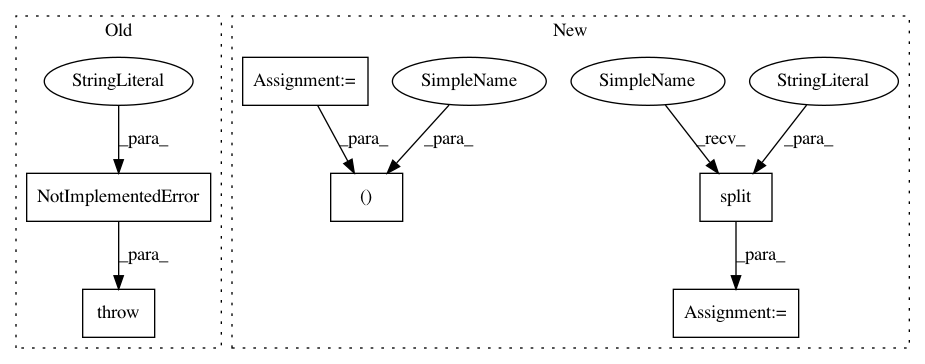 Old
New
StringLiteral
Assignment:=
SimpleName
SimpleName
StringLiteral
_para_
_para_
_para_
_recv_
_para_
NotImplementedError
()
split
_para_
_para_
throw
Assignment:=